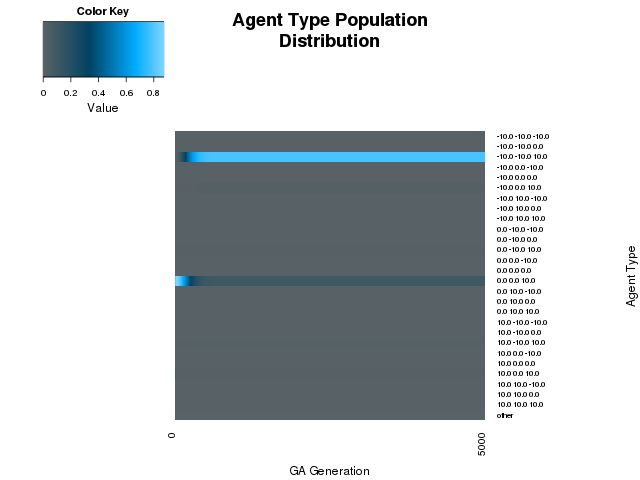 Color Key
0 0.2 0.4 0.6 0.8
Value
Agent Type Population
Distribution
-10.0 -10.0 -10.0
-10.0 -10.0 0.0
-10.0 -10.0 10.0
-10.0 0.0 -10.0
-10.0 0.0 0.0
-10.0 0.0 10.0
-10.0 10.0 -10.0
-10.0 10.0 0.0
-10.0 10.0 10.0
0.0 -10.0 -10.0
0.0 -10.0 0.0
0.0 -10.0 10.0
0.0 0.0 -10.0
0.0 0.0 0.0
0.0 0.0 10.0
0.0 10.0 -10.0
0.0 10.0 0.0
0.0 10.0 10.0
10.0 -10.0 -10.0
10.0 -10.0 0.0
10.0 -10.0 10.0
10.0 0.0 -10.0
10.0 0.0 0.0
10.0 0.0 10.0
10.0 10.0 -10.0
10.0 10.0 0.0
10.0 10.0 10.0
other
Agent Type
0 5000
GA Generation